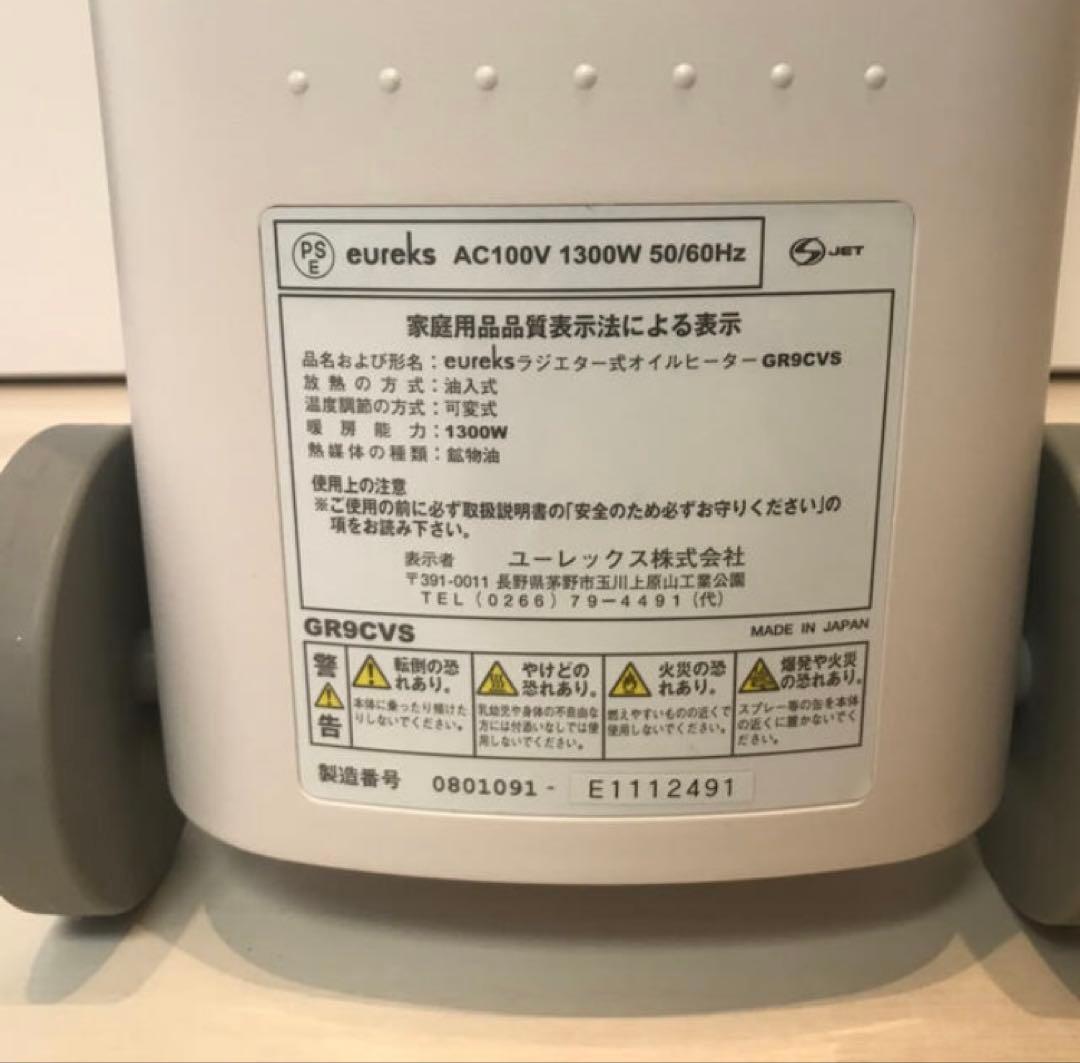 PSE eureks AC100V 1300W 50/60Hz
JET
家庭用品品質表示法による表示
品名および形名：eureksラジエター式オイルヒーターGR9CVS
放熱の方式：油入式
温度調節の方式：可変式
暖房能力：1300W
熱媒体の種類：鉱物油
使用上の注意
※ご使用の前に必ず取扱説明書の「安全のため必ずお守りください」の
項をお読み下さい。
表示者 ユーレックス株式会社
〒391-0011 長野県茅野市玉川上原山工業公園
TEL（0266）79-4491（代）
GR9CVS
MADE IN JAPAN
警告
転倒の恐
れあり。
本体に乗ったり傾けた
りしないでください。
やけどの
恐れあり。
乳幼児や身体の不自由な
方には付添いなしでは使
用しないでください。
火災の恐
れあり。
燃えやすいものの近くで
使用しないでください。
爆発や火災
の恐れあり。
スプレー等の缶を本体
の近くに置かないでく
ださい。
製造番号 0801091 - E1112491